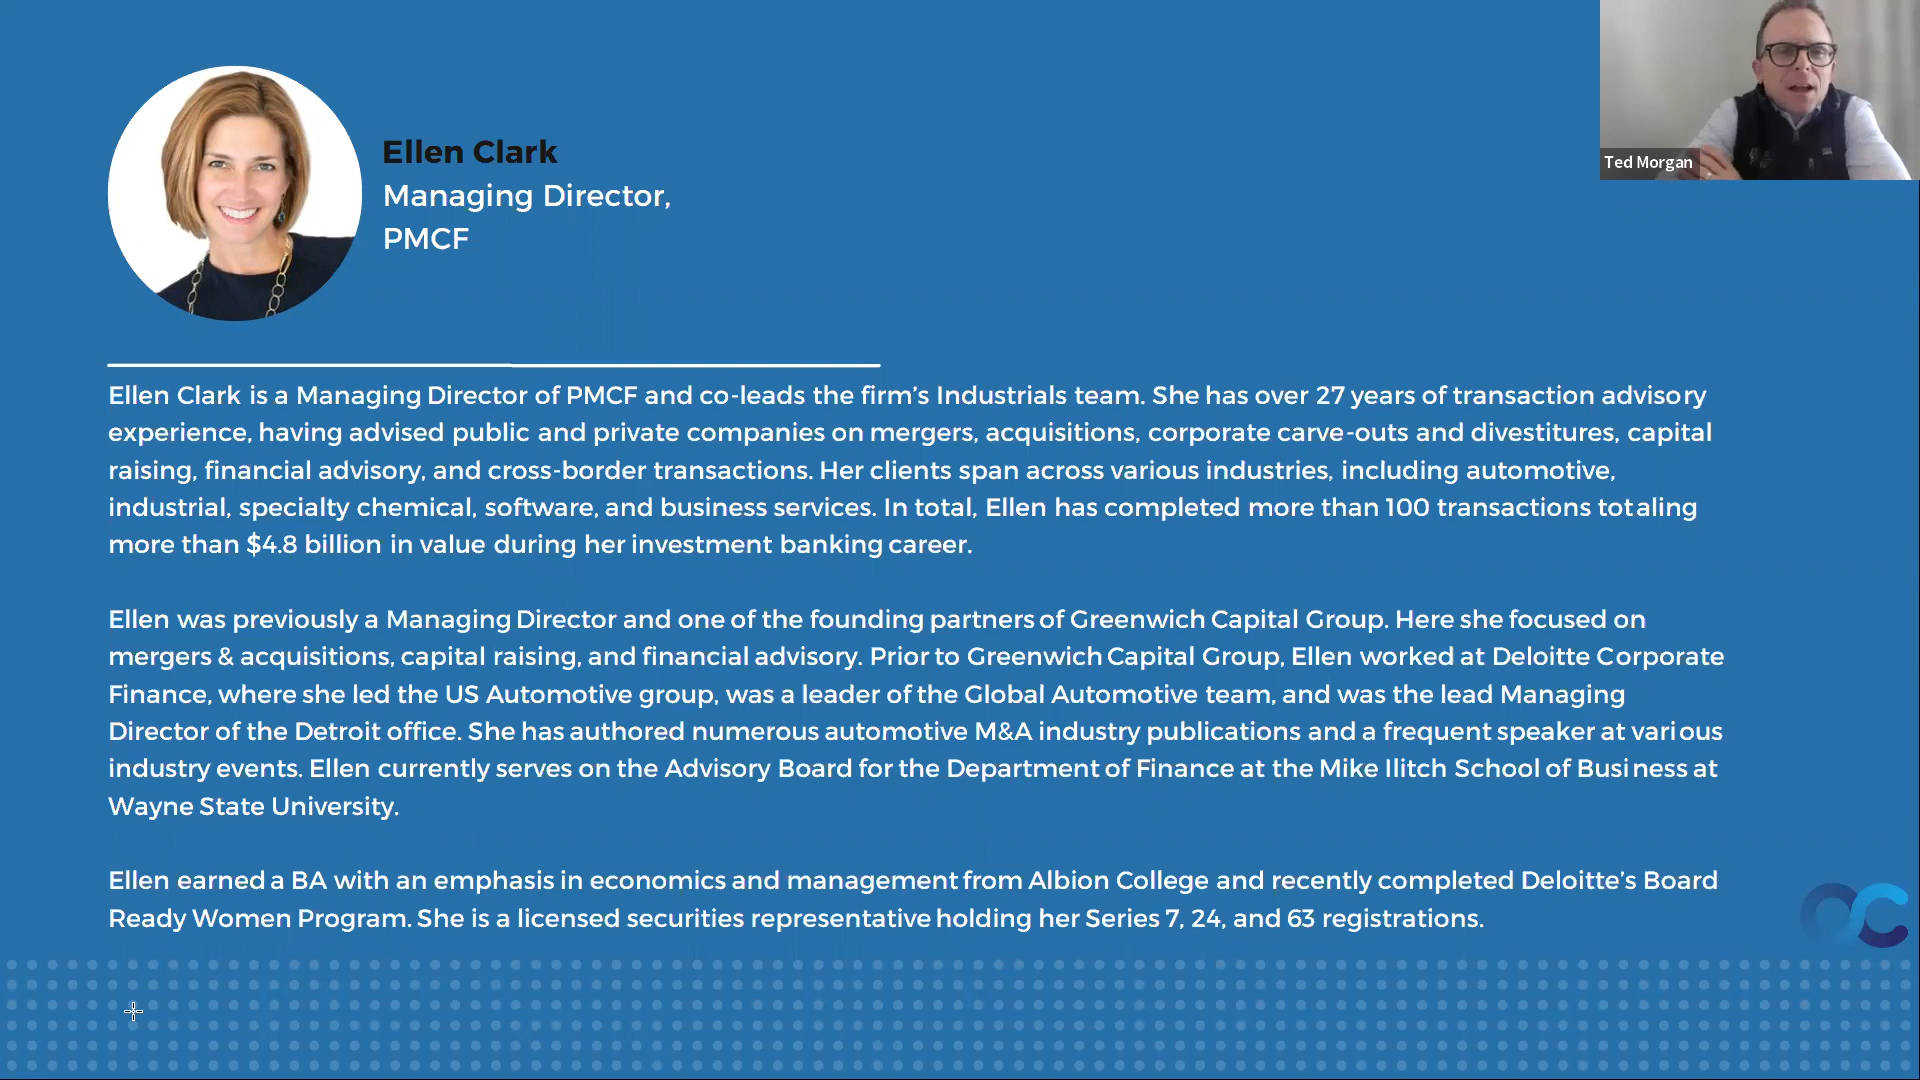 Ellen Clark
Managing Director,
PMCF
Ted Morgan
Ellen Clark is a Managing Director of PMCF and co-leads the firm’s Industrials team. She has over 27 years of transaction advisory
experience, having advised public and private companies on mergers, acquisitions, corporate carve-outs and divestitures, capital
raising, financial advisory, and cross-border transactions. Her clients span across various industries, including automotive,
industrial, specialty chemical, software, and business services. In total, Ellen has completed more than 100 transactions totaling
more than $4.8 billion in value during her investment banking career.
Ellen was previously a Managing Director and one of the founding partners of Greenwich Capital Group. Here she focused on
mergers & acquisitions, capital raising, and financial advisory. Prior to Greenwich Capital Group, Ellen worked at Deloitte Corporate
Finance, where she led the US Automotive group, was a leader of the Global Automotive team, and was the lead Managing
Director of the Detroit office. She has authored numerous automotive M&A industry publications and a frequent speaker at various
industry events. Ellen currently serves on the Advisory Board for the Department of Finance at the Mike Ilitch School of Business at
Wayne State University.
Ellen earned a BA with an emphasis in economics and management from Albion College and recently completed Deloitte’s Board
Ready Women Program. She is a licensed securities representative holding her Series 7, 24, and 63 registrations.